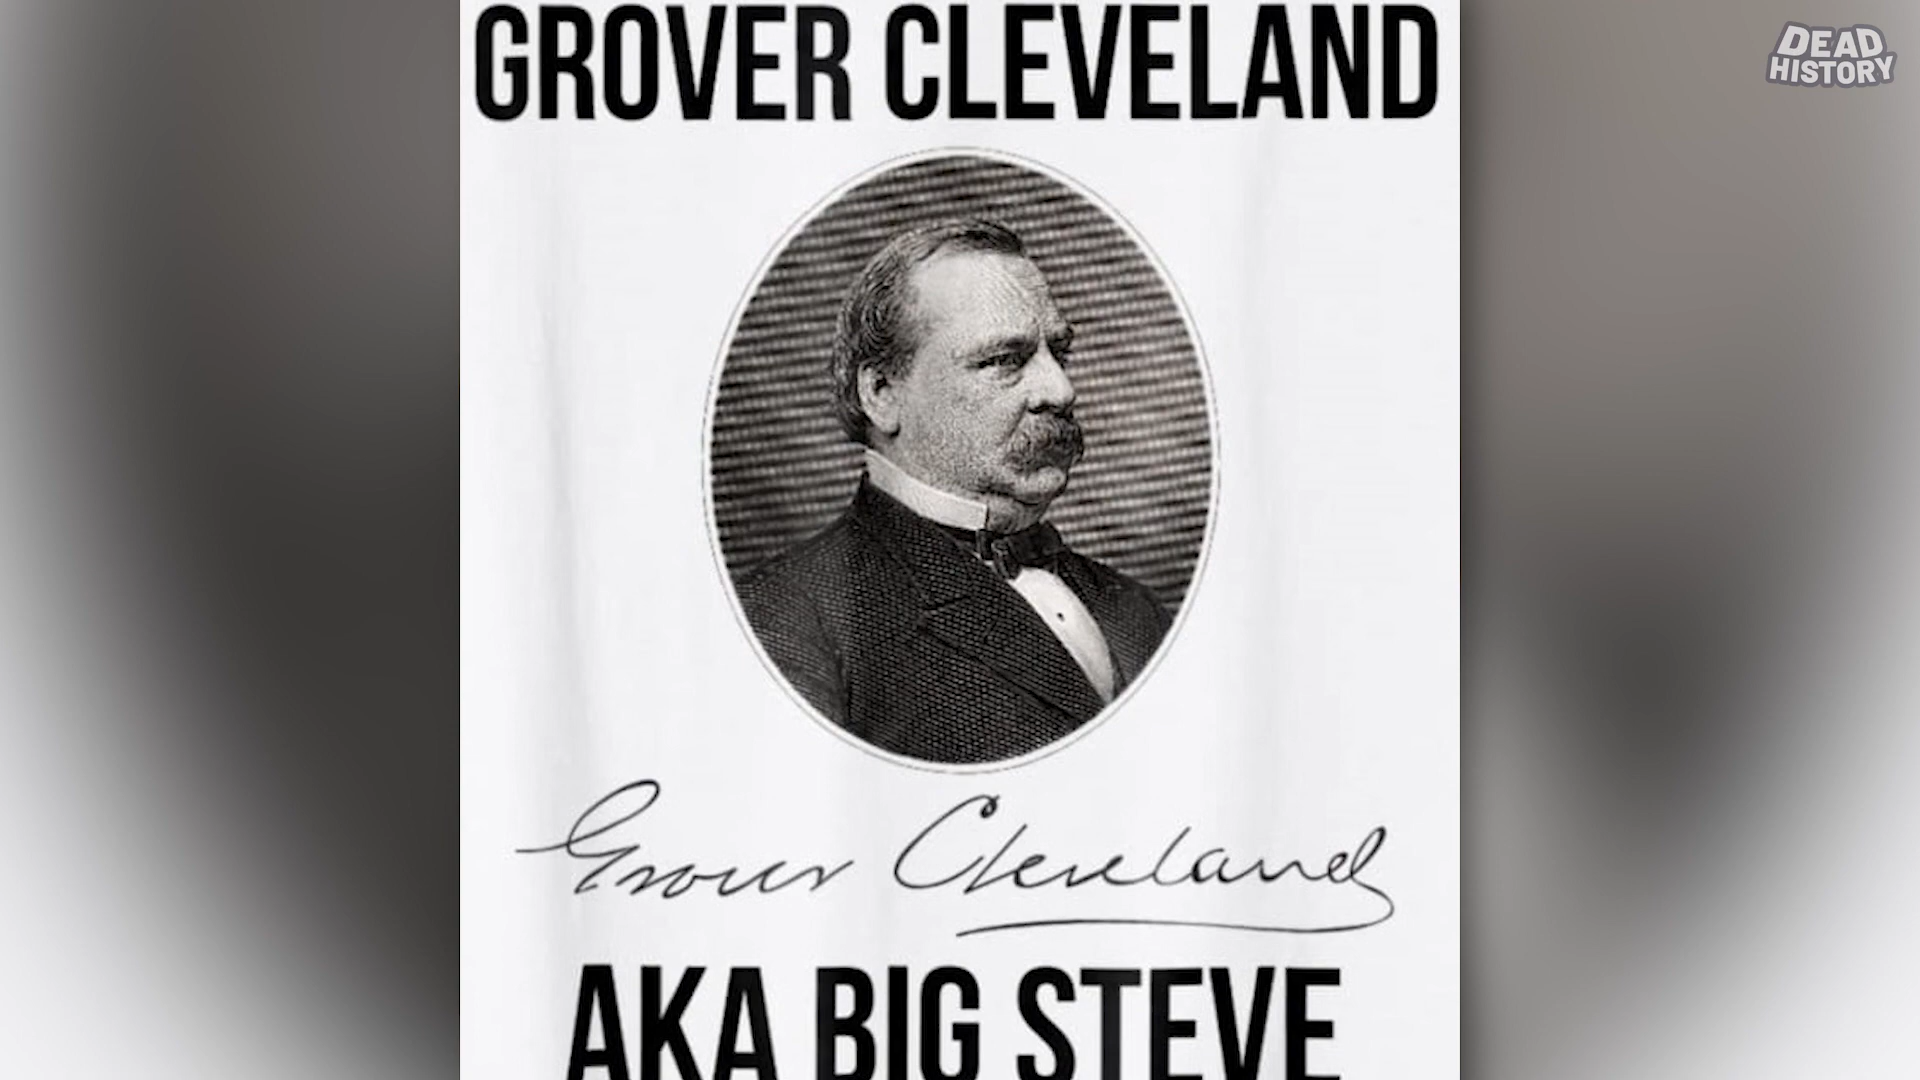 GROVER CLEVELAND
DEAD
HISTORY
Grover Cleveland
AKA BIG STEVE